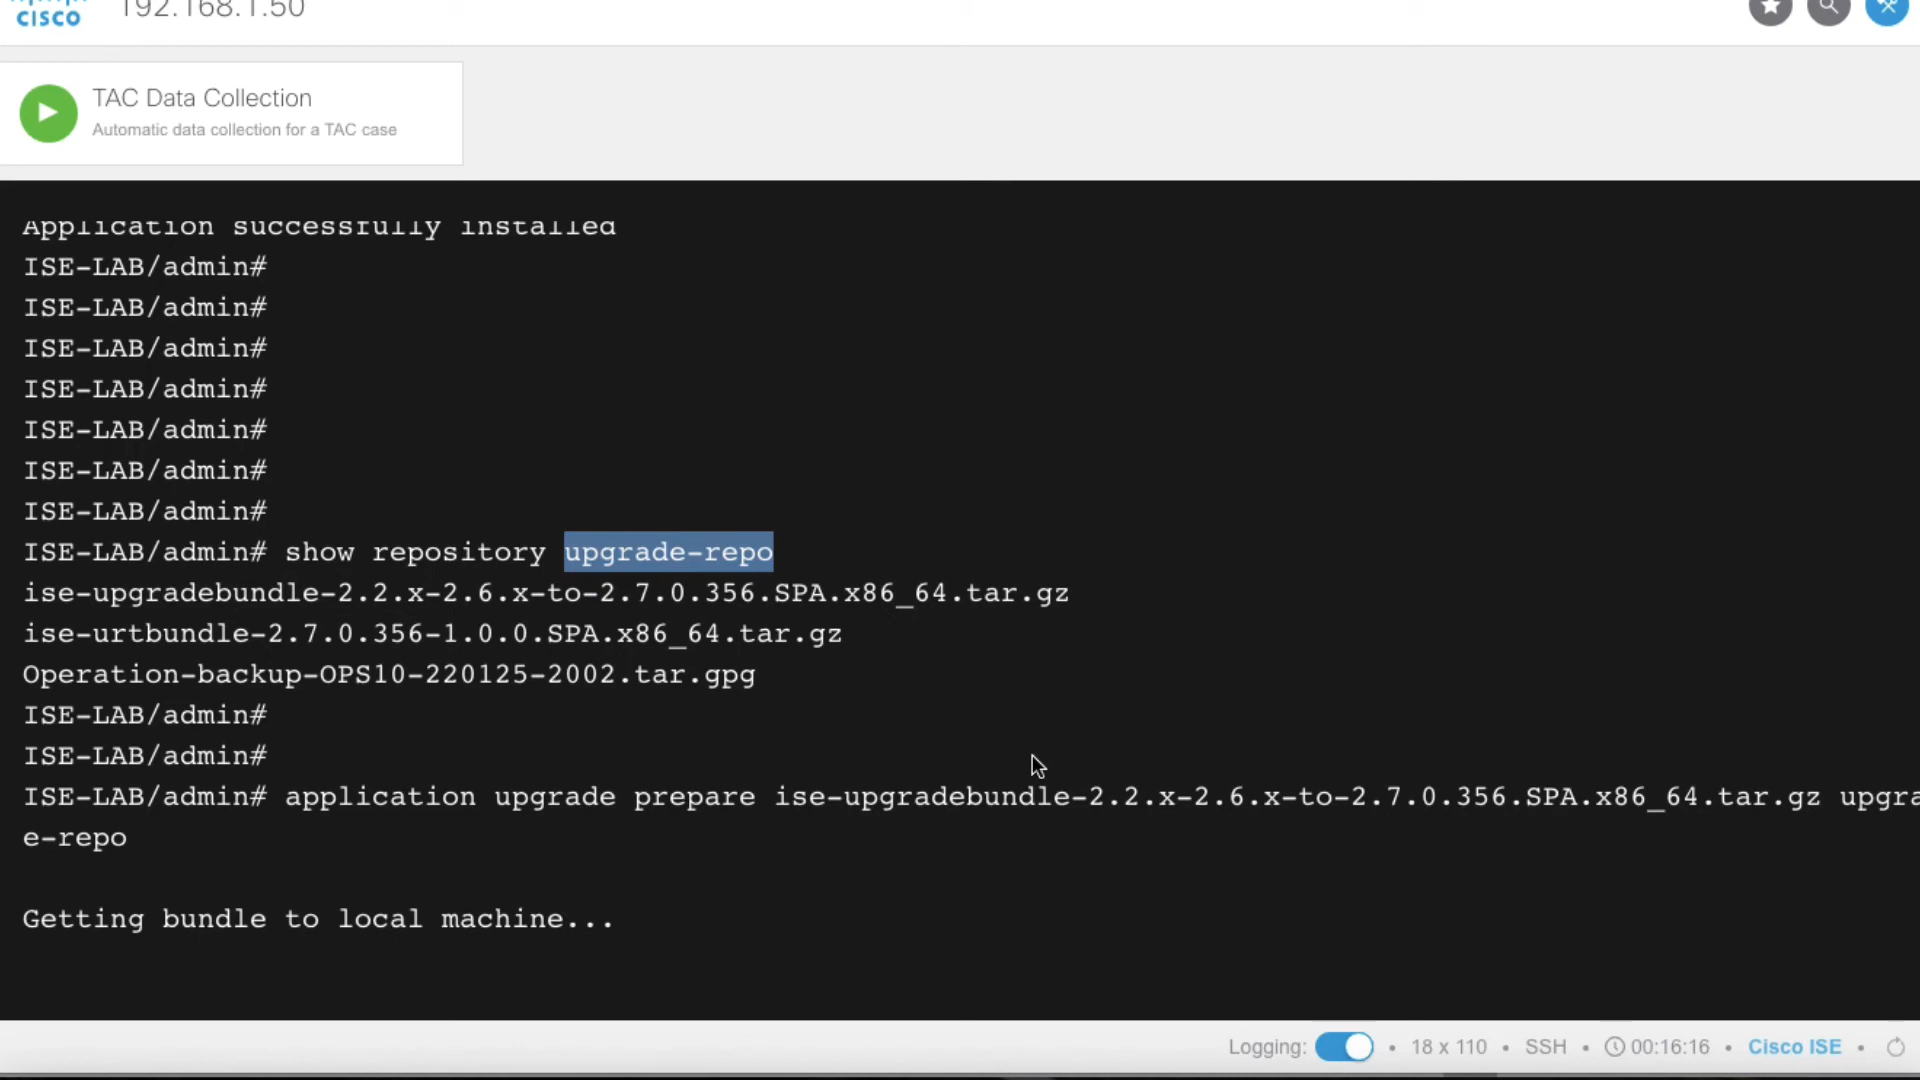 CISCO 192.168.1.50
TAC Data Collection
Automatic data collection for a TAC case
Application successfully installed
ISE-LAB/admin#
ISE-LAB/admin#
ISE-LAB/admin#
ISE-LAB/admin#
ISE-LAB/admin#
ISE-LAB/admin#
ISE-LAB/admin#
ISE-LAB/admin# show repository upgrade-repo
ise-upgradebundle-2.2.x-2.6.x-to-2.7.0.356.SPA.x86_64.tar.gz
ise-urtbundle-2.7.0.356-1.0.0.SPA.x86_64.tar.gz
Operation-backup-OPS10-220125-2002.tar.gpg
ISE-LAB/admin#
ISE-LAB/admin#
ISE-LAB/admin# application upgrade prepare ise-upgradebundle-2.2.x-2.6.x-to-2.7.0.356.SPA.x86_64.tar.gz upgra
e-repo
Getting bundle to local machine...
Logging: • 18 x 110 • SSH • 00:16:16 • Cisco ISE •